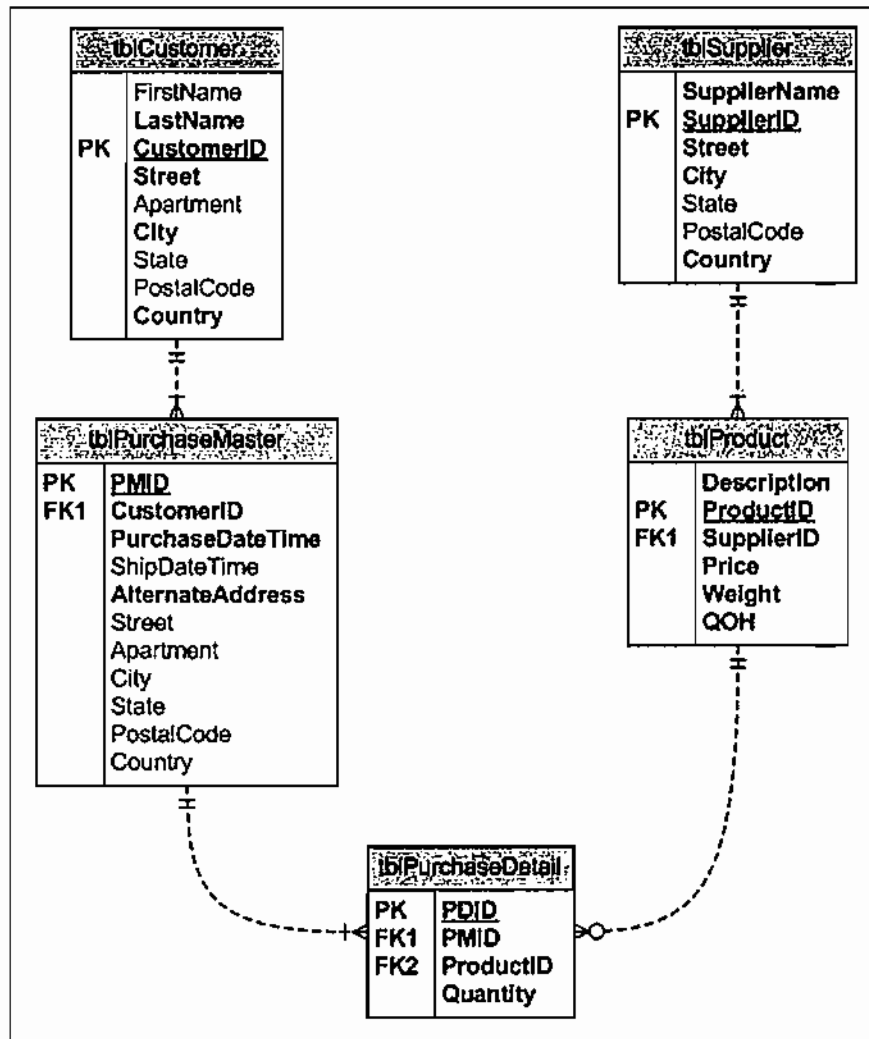 tblCustomer
FirstName
LastName
PK CustomerID
Street
Apartment
City
State
PostalCode
Country
tblSupplier
SupplierName
PK SupplierID
Street
City
State
PostalCode
Country
tblPurchaseMaster
PK PMID
FK1 CustomerID
PurchaseDateTime
ShipDateTime
AlternateAddress
Street
Apartment
City
State
PostalCode
Country
tblProduct
Description
PK ProductID
FK1 SupplierID
Price
Weight
QOH
tblPurchaseDetail
PK PDID
FK1 PMID
FK2 ProductID
Quantity